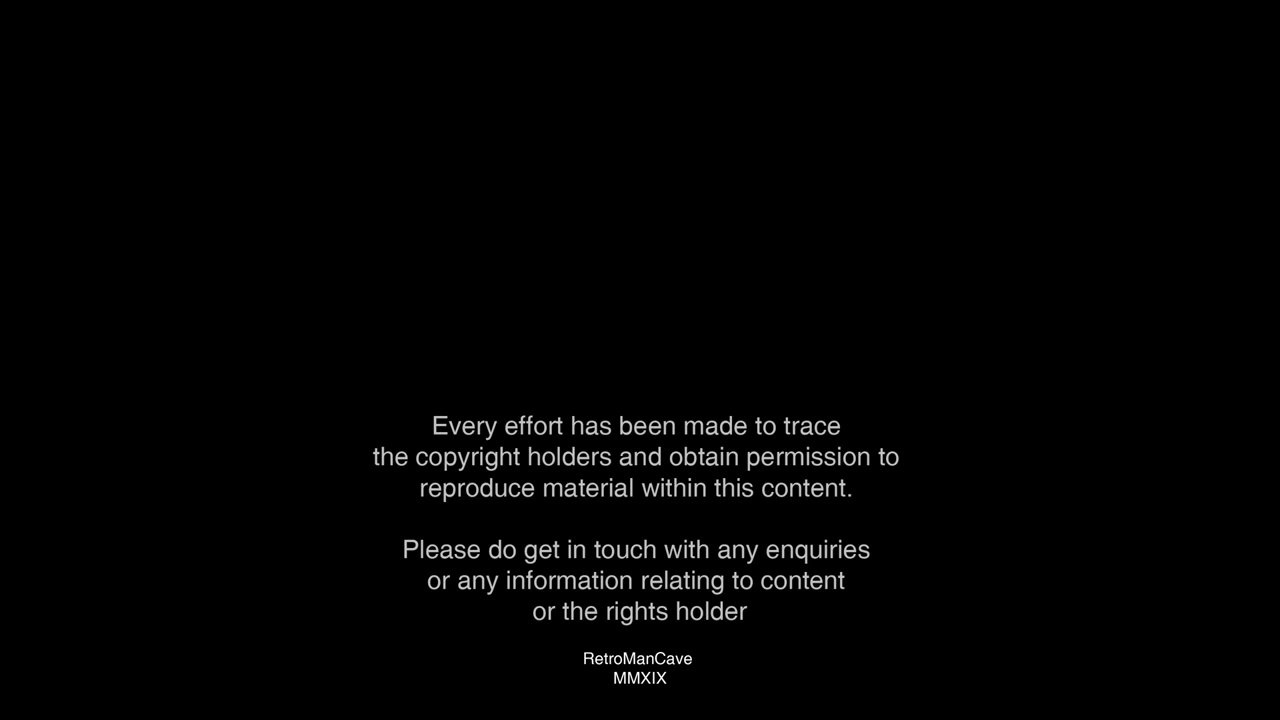 Every effort has been made to trace
the copyright holders and obtain permission to
reproduce material within this content.
Please do get in touch with any enquiries
or any information relating to content
or the rights holder
RetroManCave
MMXIX